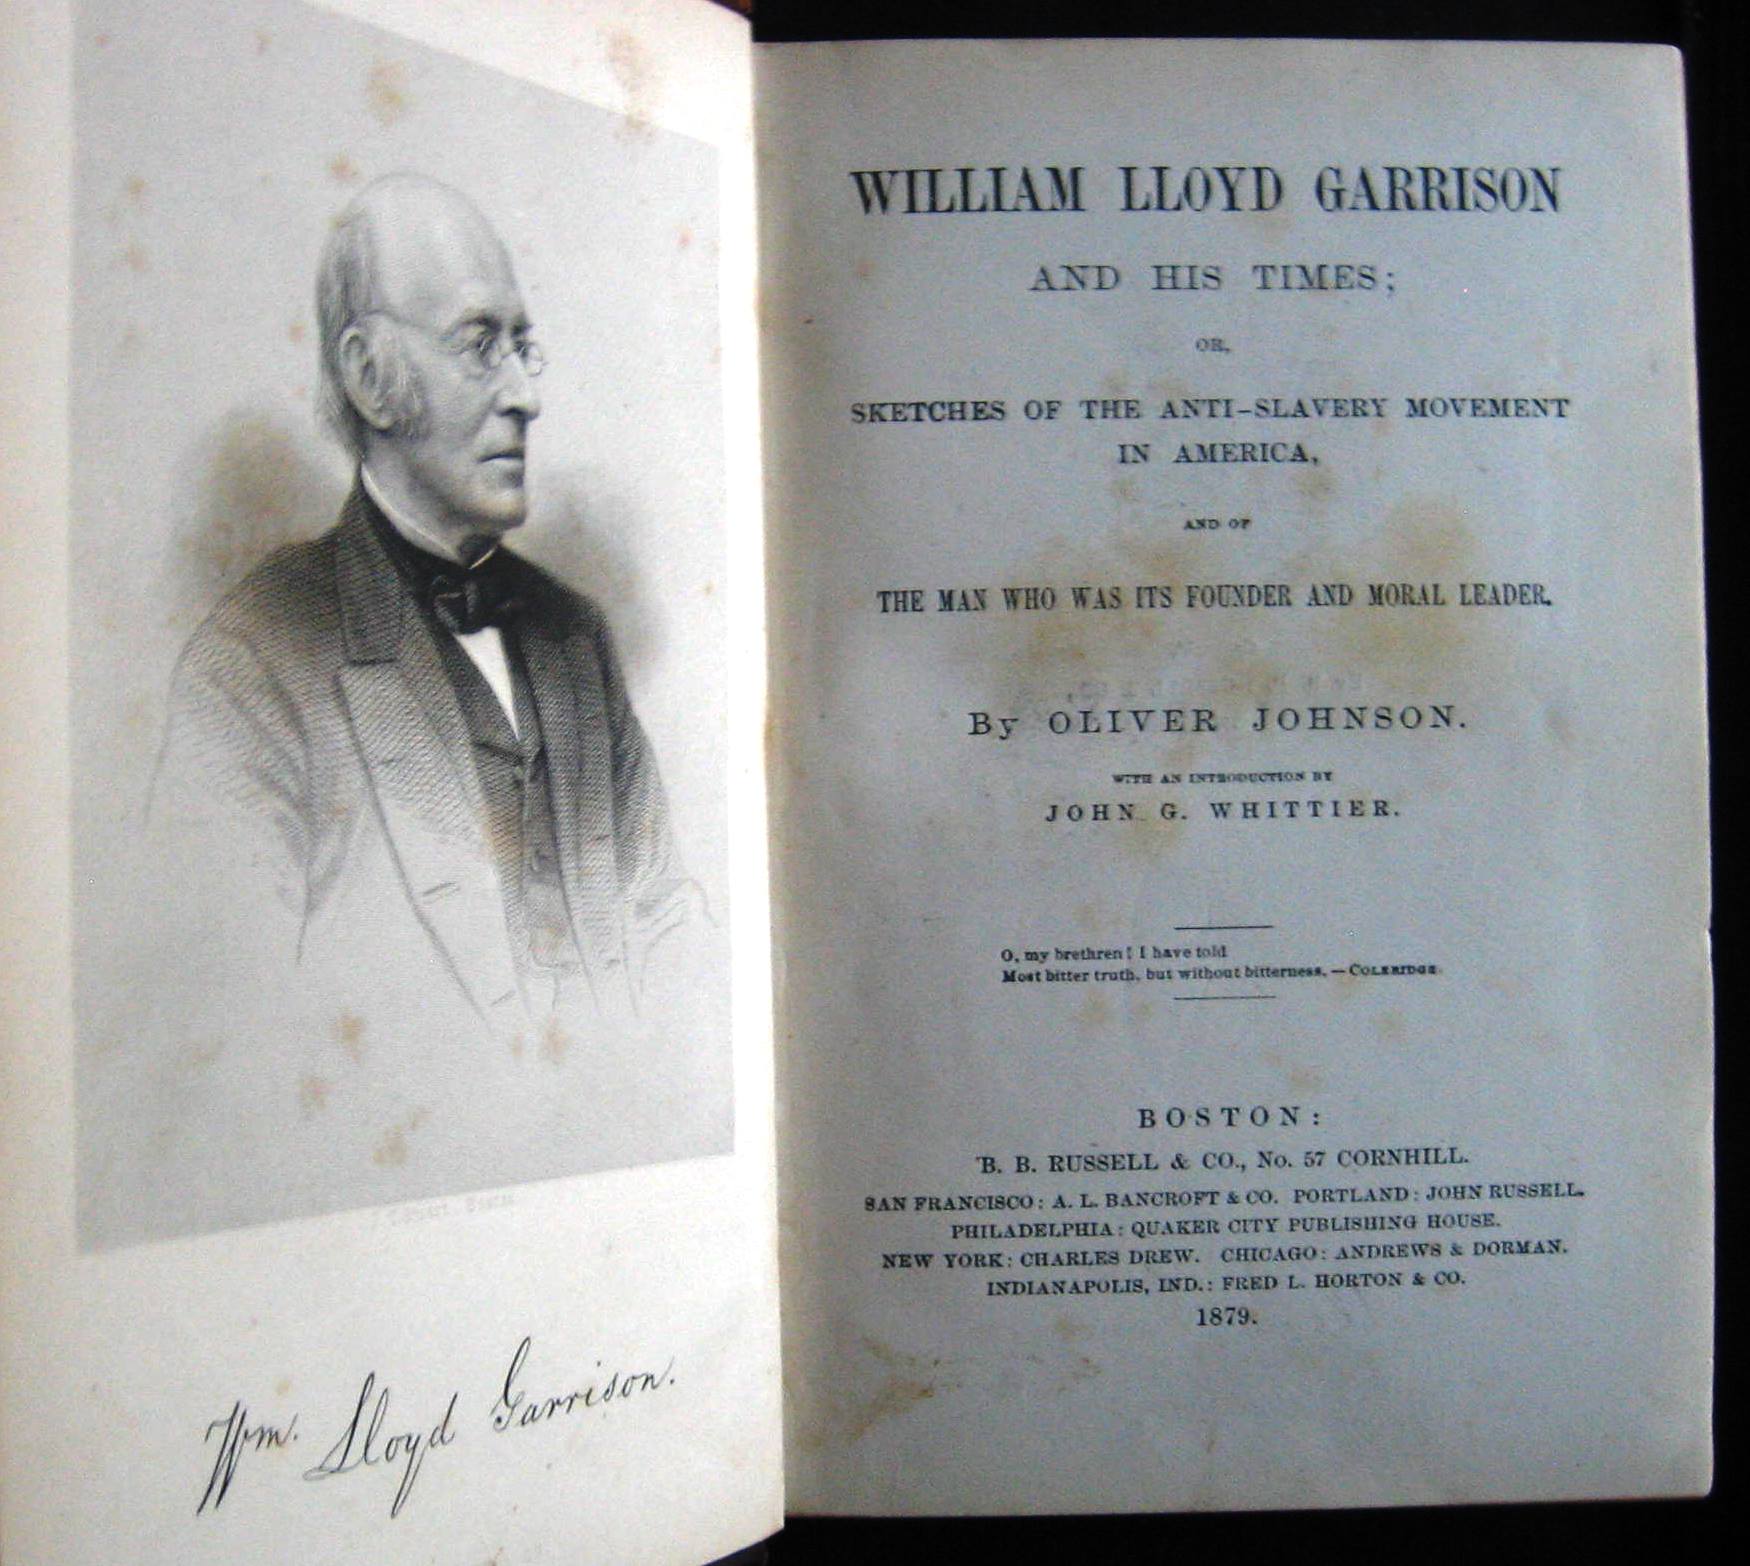 Wm. Lloyd Garrison.
WILLIAM LLOYD GARRISON
AND HIS TIMES;
OR,
SKETCHES OF THE ANTI-SLAVERY MOVEMENT
IN AMERICA,
AND OF
THE MAN WHO WAS ITS FOUNDER AND MORAL LEADER.
By OLIVER JOHNSON.
WITH AN INTRODUCTION BY
JOHN G. WHITTIER.
O, my brethren! I have told
Most bitter truth, but without bitterness. — COLERIDGE.
BOSTON:
B. B. RUSSELL & CO., No. 57 CORNHILL.
SAN FRANCISCO: A. L. BANCROFT & CO. PORTLAND: JOHN RUSSELL.
PHILADELPHIA: QUAKER CITY PUBLISHING HOUSE.
NEW YORK: CHARLES DREW. CHICAGO: ANDREWS & DORMAN.
INDIANAPOLIS, IND.: FRED L. HORTON & CO.
1879.